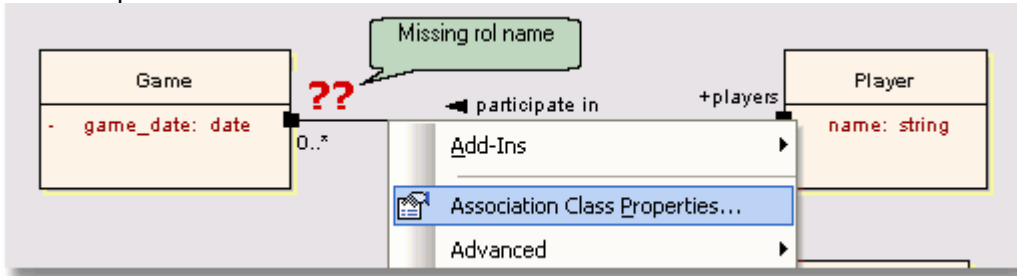 Missing rol name
Game
??
participate in
+players
Player
- game_date: date
0..*
name: string
Add-Ins
Association Class Properties...
Advanced